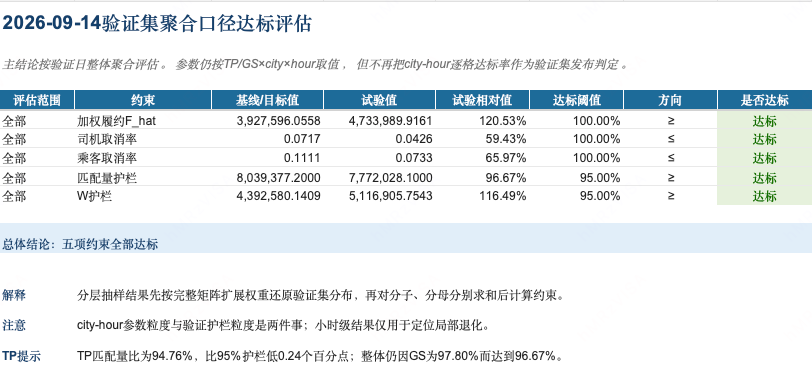 2026-09-14验证集聚合口径达标评估
主结论按验证日整体聚合评估 。 参数仍按TP/GS×city×hour取值 ， 但不再把city-hour逐格达标率作为验证集发布判定 。
评估范围 约束 基线/目标值 试验值 试验相对值 达标阈值 方向 是否达标
全部 加权履约F_hat 3,927,596.0558 4,733,989.9161 120.53% 100.00% ≥ 达标
全部 司机取消率 0.0717 0.0426 59.43% 100.00% ≤ 达标
全部 乘客取消率 0.1111 0.0733 65.97% 100.00% ≤ 达标
全部 匹配量护栏 8,039,377.2000 7,772,028.1000 96.67% 95.00% ≥ 达标
全部 W护栏 4,392,580.1409 5,116,905.7543 116.49% 95.00% ≥ 达标
总体结论：五项约束全部达标
解释 分层抽样结果先按完整矩阵扩展权重还原验证集分布，再对分子、分母分别求和后计算约束。
注意 city-hour参数粒度与验证护栏粒度是两件事；小时级结果仅用于定位局部退化。
TP提示 TP匹配量比为94.76%，比95%护栏低0.24个百分点；整体仍因GS为97.80%而达到96.67%。